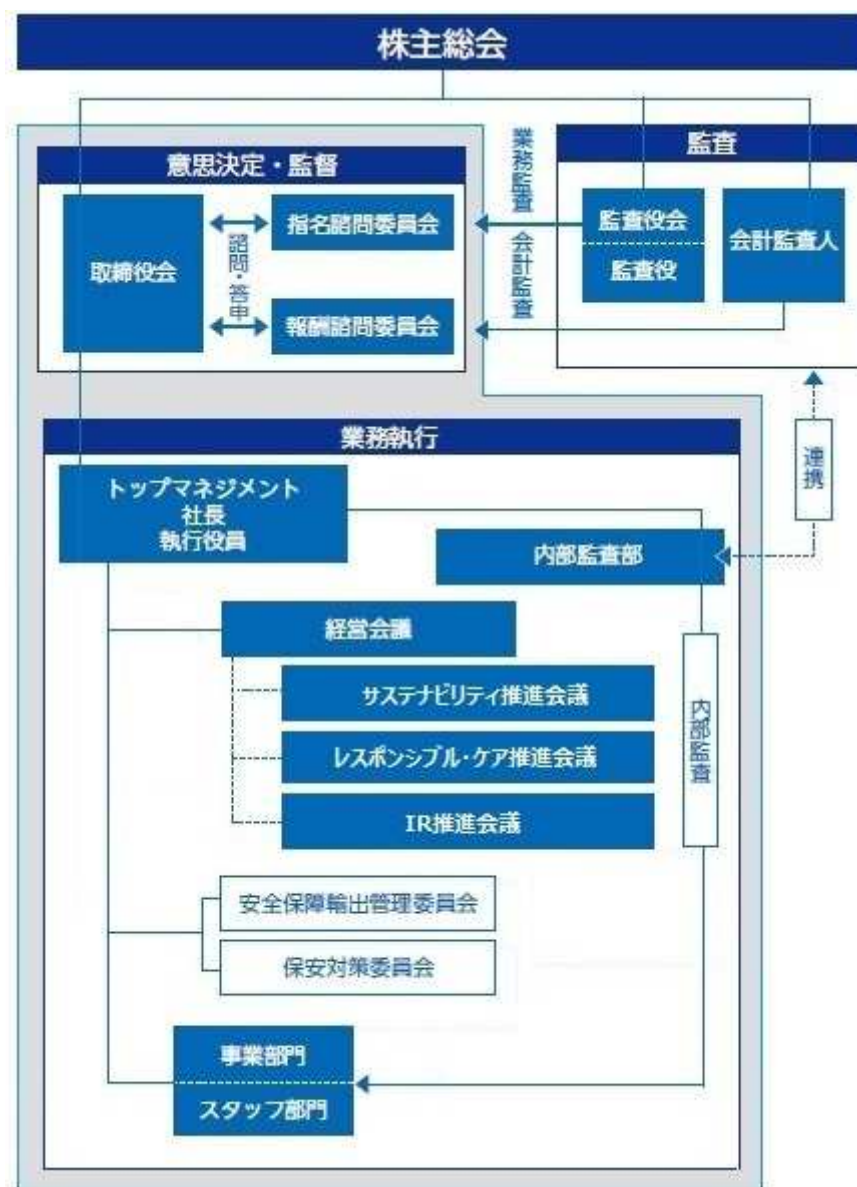 株主総会
意思決定・監督
取締役会
諮問・答申
指名諮問委員会
報酬諮問委員会
業務監査 会計監査
監査
監査役会
監査役
会計監査人
連携
業務執行
トップマネジメント
社長
執行役員
内部監査部
経営会議
サステナビリティ推進会議
レスポンシブル・ケア推進会議
IR推進会議
内部監査
安全保障輸出管理委員会
保安対策委員会
事業部門
スタッフ部門